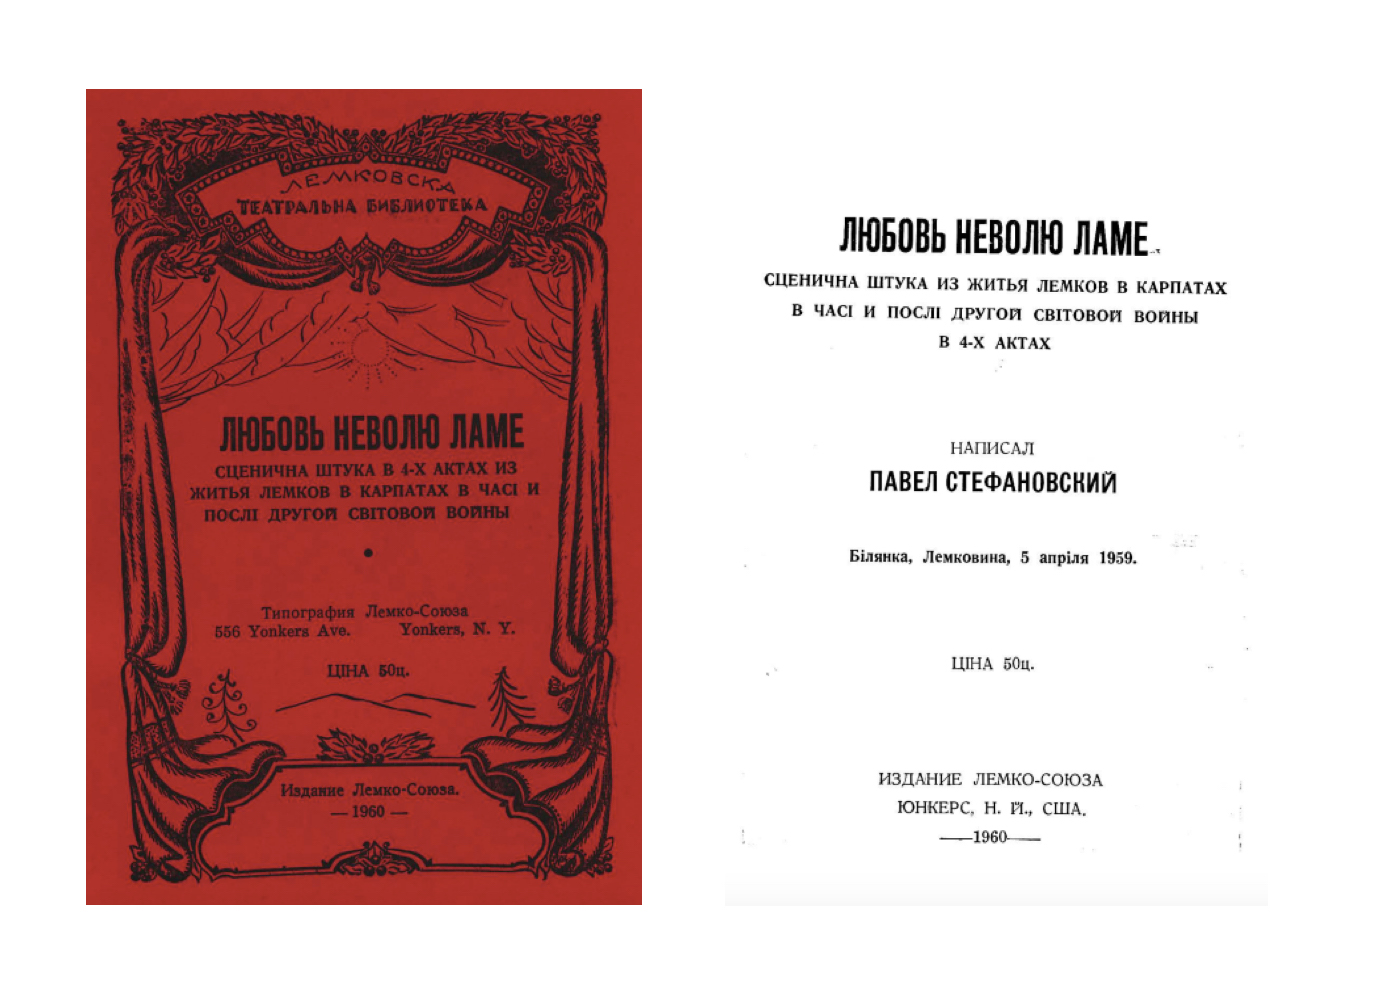 ЛЕМКОВСКА
ТЕАТРАЛЬНА БИБЛИОТЕКА
ЛЮБОВЬ НЕВОЛЮ ЛАМЕ
СЦЕНИЧНА ШТУКА В 4-Х АКТАХ ИЗ
ЖИТЬЯ ЛЕМКОВ В КАРПАТАХ В ЧАСІ И
ПОСЛІ ДРУГОЙ СВІТОВОЙ ВОЙНЫ
Типография Лемко-Союза
556 Yonkers Ave. Yonkers, N. Y.
ЦІНА 50ц.
Издание Лемко-Союза.
— 1960 —
ЛЮБОВЬ НЕВОЛЮ ЛАМЕ
СЦЕНИЧНА ШТУКА ИЗ ЖИТЬЯ ЛЕМКОВ В КАРПАТАХ
В ЧАСІ И ПОСЛІ ДРУГОЙ СВІТОВОЙ ВОЙНЫ
В 4-Х АКТАХ
НАПИСАЛ
ПАВЕЛ СТЕФАНОВСКИЙ
Білянка, Лемковина, 5 апріля 1959.
ЦІНА 50ц.
ИЗДАНИЕ ЛЕМКО-СОЮЗА
ЮНКЕРС, Н. Й., США.
——1960——